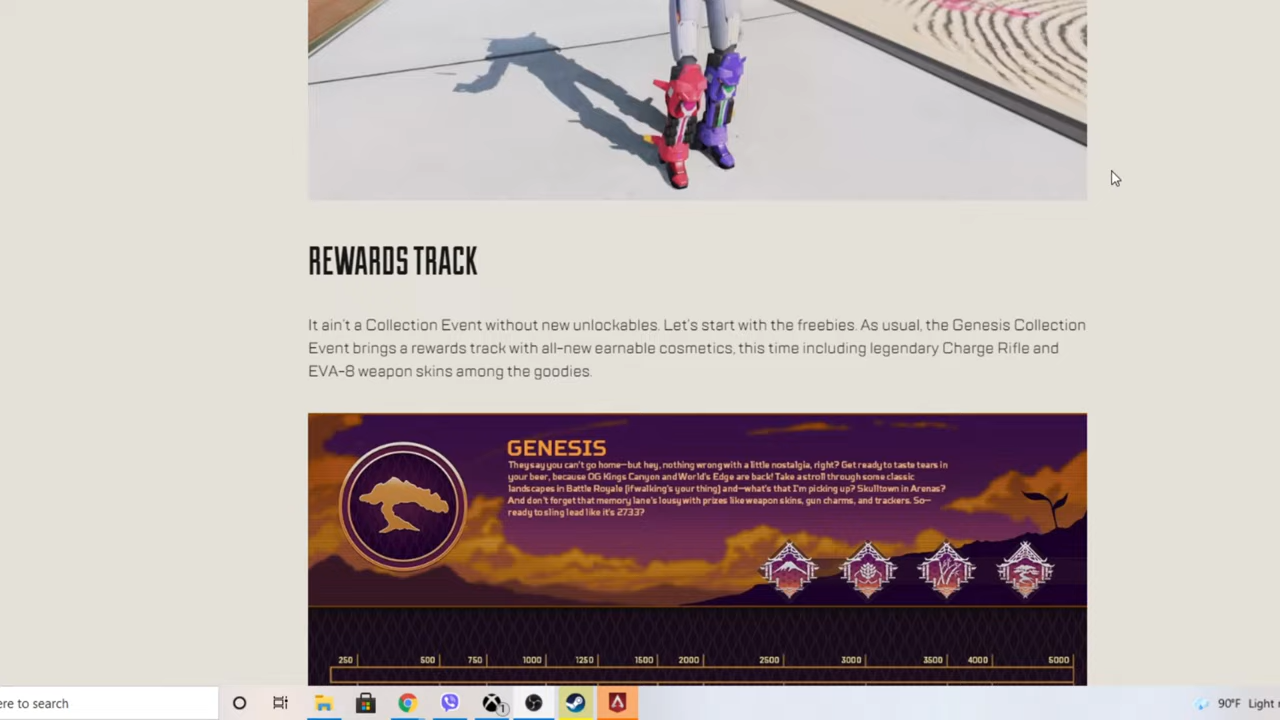 REWARDS TRACK
It ain't a Collection Event without new unlockables. Let's start with the freebies. As usual, the Genesis Collection
Event brings a rewards track with all-new earnable cosmetics, this time including legendary Charge Rifle and
EVA-8 weapon skins among the goodies.
GENESIS
They say you can't go home—but hey, nothing wrong with a little nostalgia, right? Get ready to taste tears in
your beer, because OG Kings Canyon and World's Edge are back! Take a stroll through some classic
landscapes in Battle Royale (if walking's your thing) and—what's that I'm picking up? Skulltown in Arenas?
And don't forget that memory lane's lousy with prizes like weapon skins, gun charms, and trackers. So—
ready to sling lead like it's 2733?
250 500 750 1000 1250 1500 2000 2500 3000 3500 4000 5000
ere to search
1
90°F Light